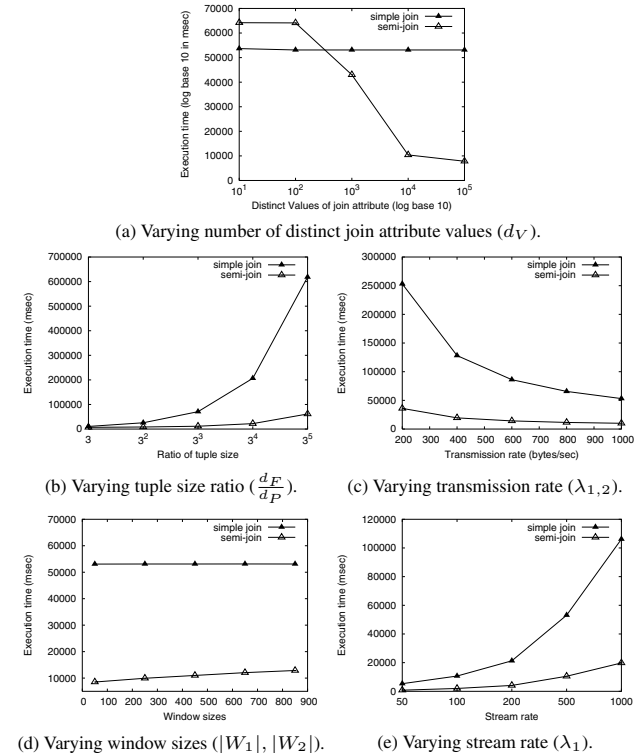 70000
60000
50000
40000
30000
20000
10000
0
Execution time (log base 10 in msec)
simple join
semi-join
10^1 10^2 10^3 10^4 10^5
Distinct Values of join attribute (log base 10)
(a) Varying number of distinct join attribute values (d_V).
700000
600000
500000
400000
300000
200000
100000
0
Execution time (msec)
simple join
semi-join
3 3^2 3^3 3^4 3^5
Ratio of tuple size
(b) Varying tuple size ratio (d_F/d_P).
300000
250000
200000
150000
100000
50000
0
Execution time (msec)
simple join
semi-join
200 300 400 500 600 700 800 900 1000
Transmission rate (bytes/sec)
(c) Varying transmission rate (λ_{1,2}).
70000
60000
50000
40000
30000
20000
10000
Execution time (msec)
simple join
semi-join
0 100 200 300 400 500 600 700 800 900
Window sizes
(d) Varying window sizes (|W_1|, |W_2|).
120000
100000
80000
60000
40000
20000
0
Execution time (msec)
simple join
semi-join
50 100 200 500 1000
Stream rate
(e) Varying stream rate (λ_1).